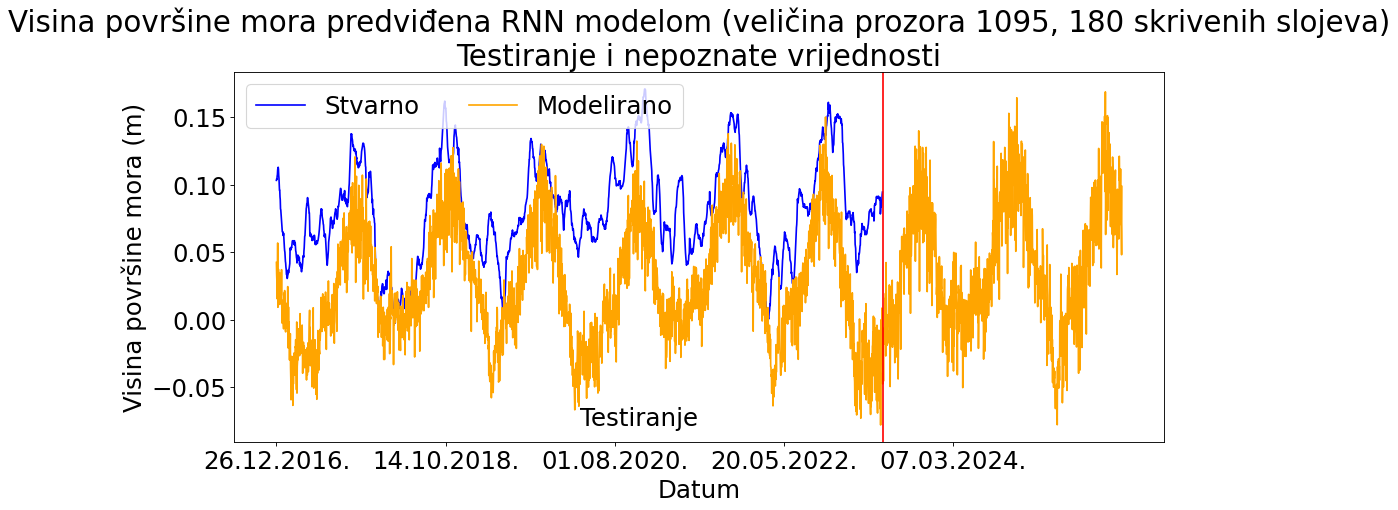 Visina površine mora predviđena RNN modelom (veličina prozora 1095, 180 skrivenih slojeva)
Testiranje i nepoznate vrijednosti
Stvarno
Modelirano
Visina površine mora (m)
0.15
0.10
0.05
0.00
−0.05
Testiranje
26.12.2016.
14.10.2018.
01.08.2020.
20.05.2022.
07.03.2024.
Datum